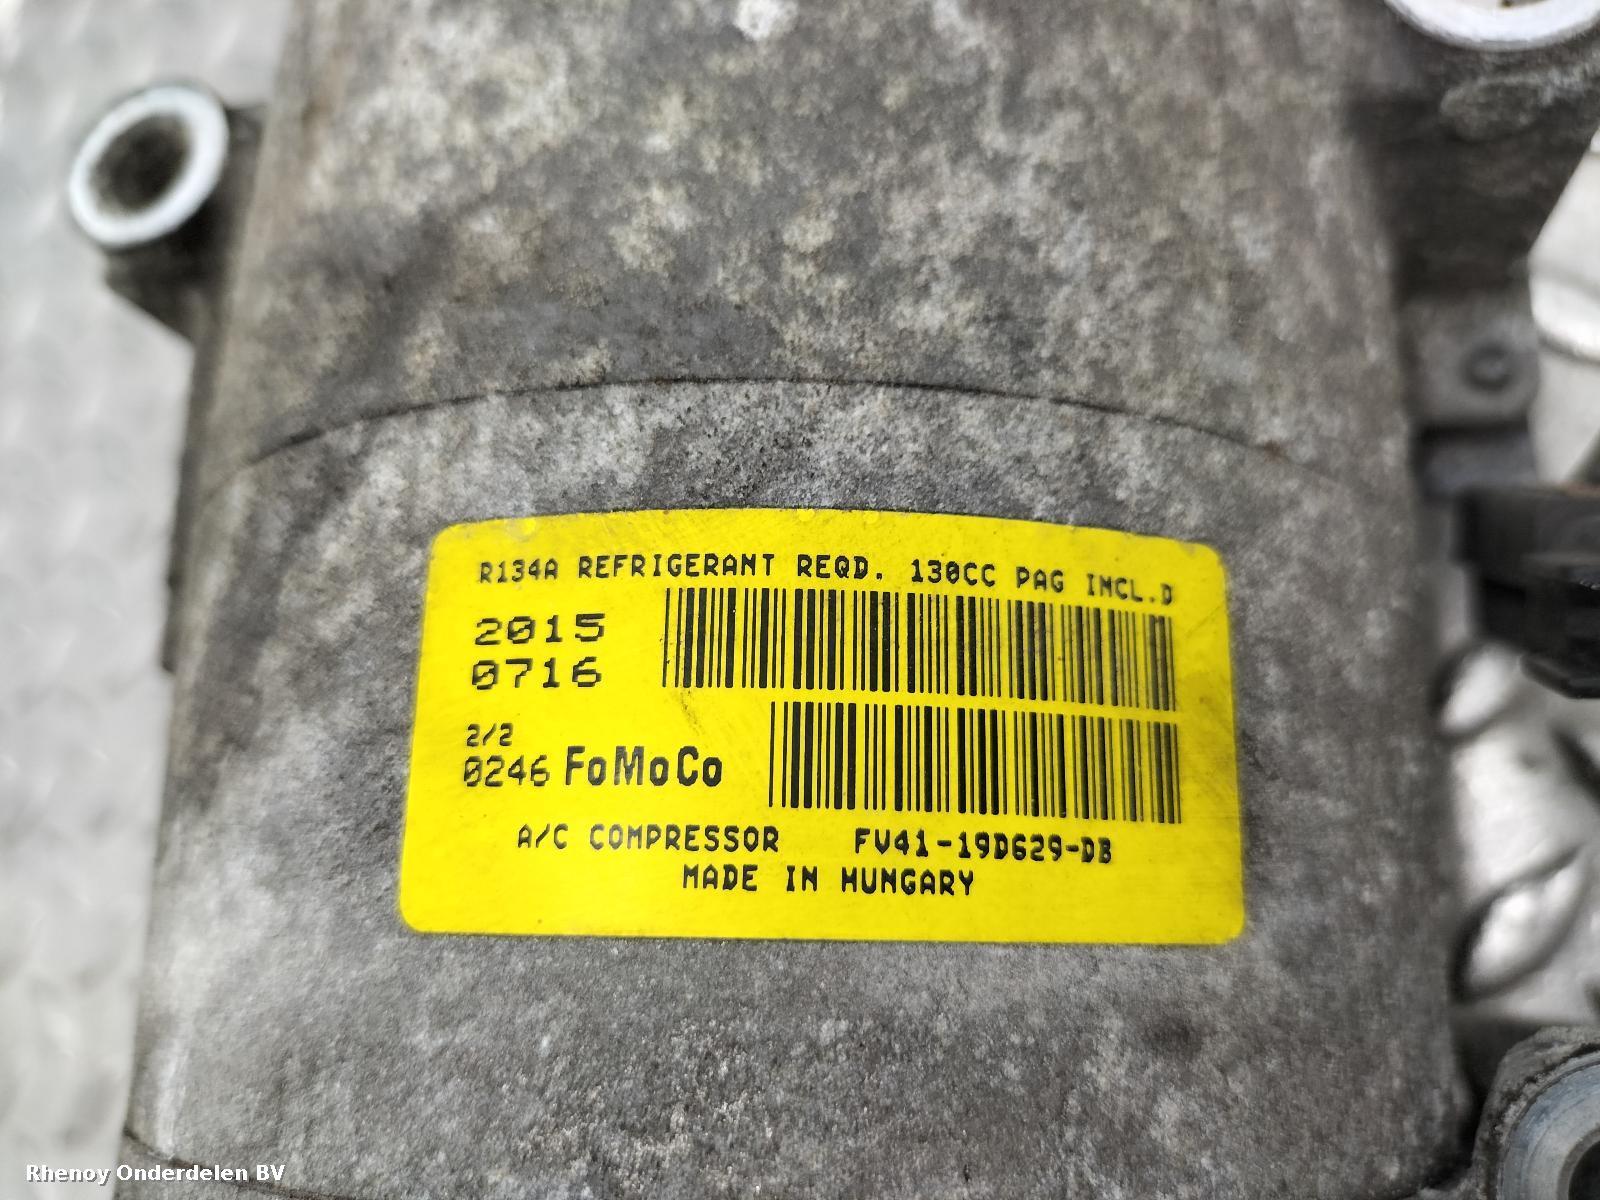 R134A REFRIGERANT REQD. 130CC PAG INCL.D
2015
0716
2/2
0246 FoMoCo
A/C COMPRESSOR FV41-19D629-DB
MADE IN HUNGARY
Rhenoy Onderdelen BV